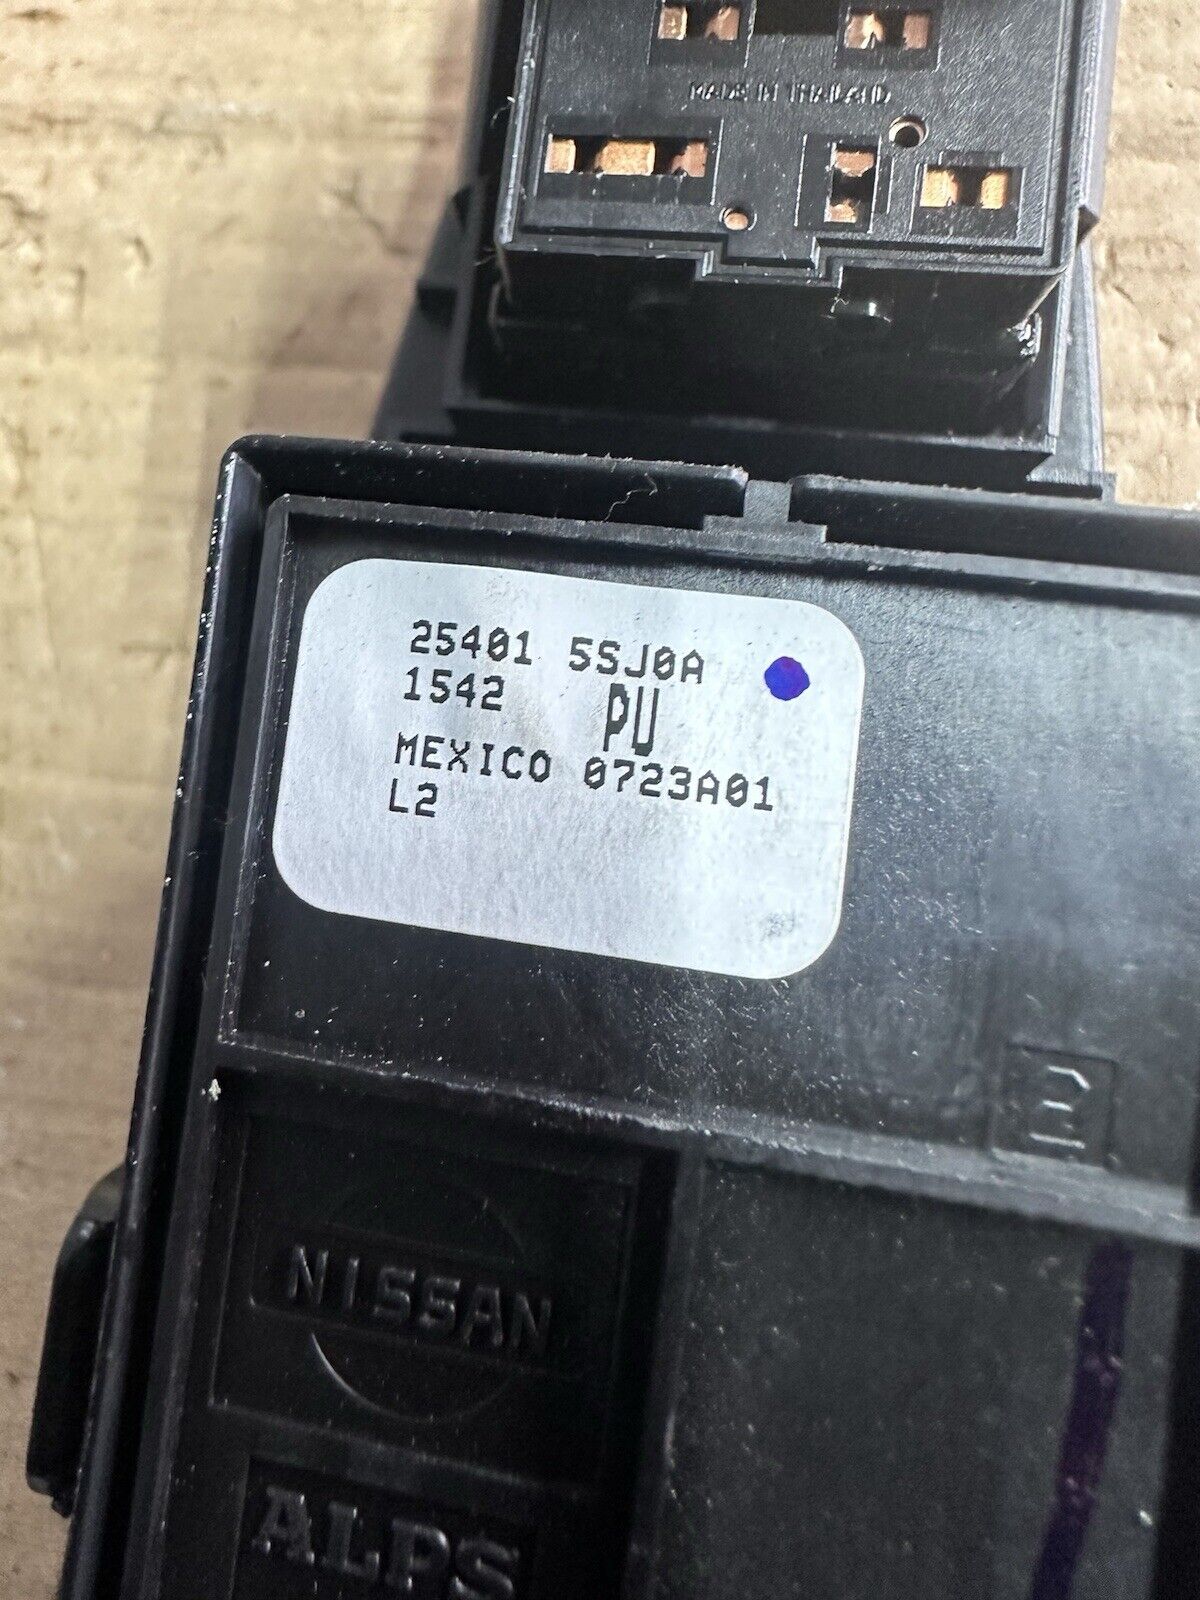 MADE IN THAILAND
25401 5SJ0A
1542 PU
MEXICO 0723A01
L2
NISSAN
ALPS